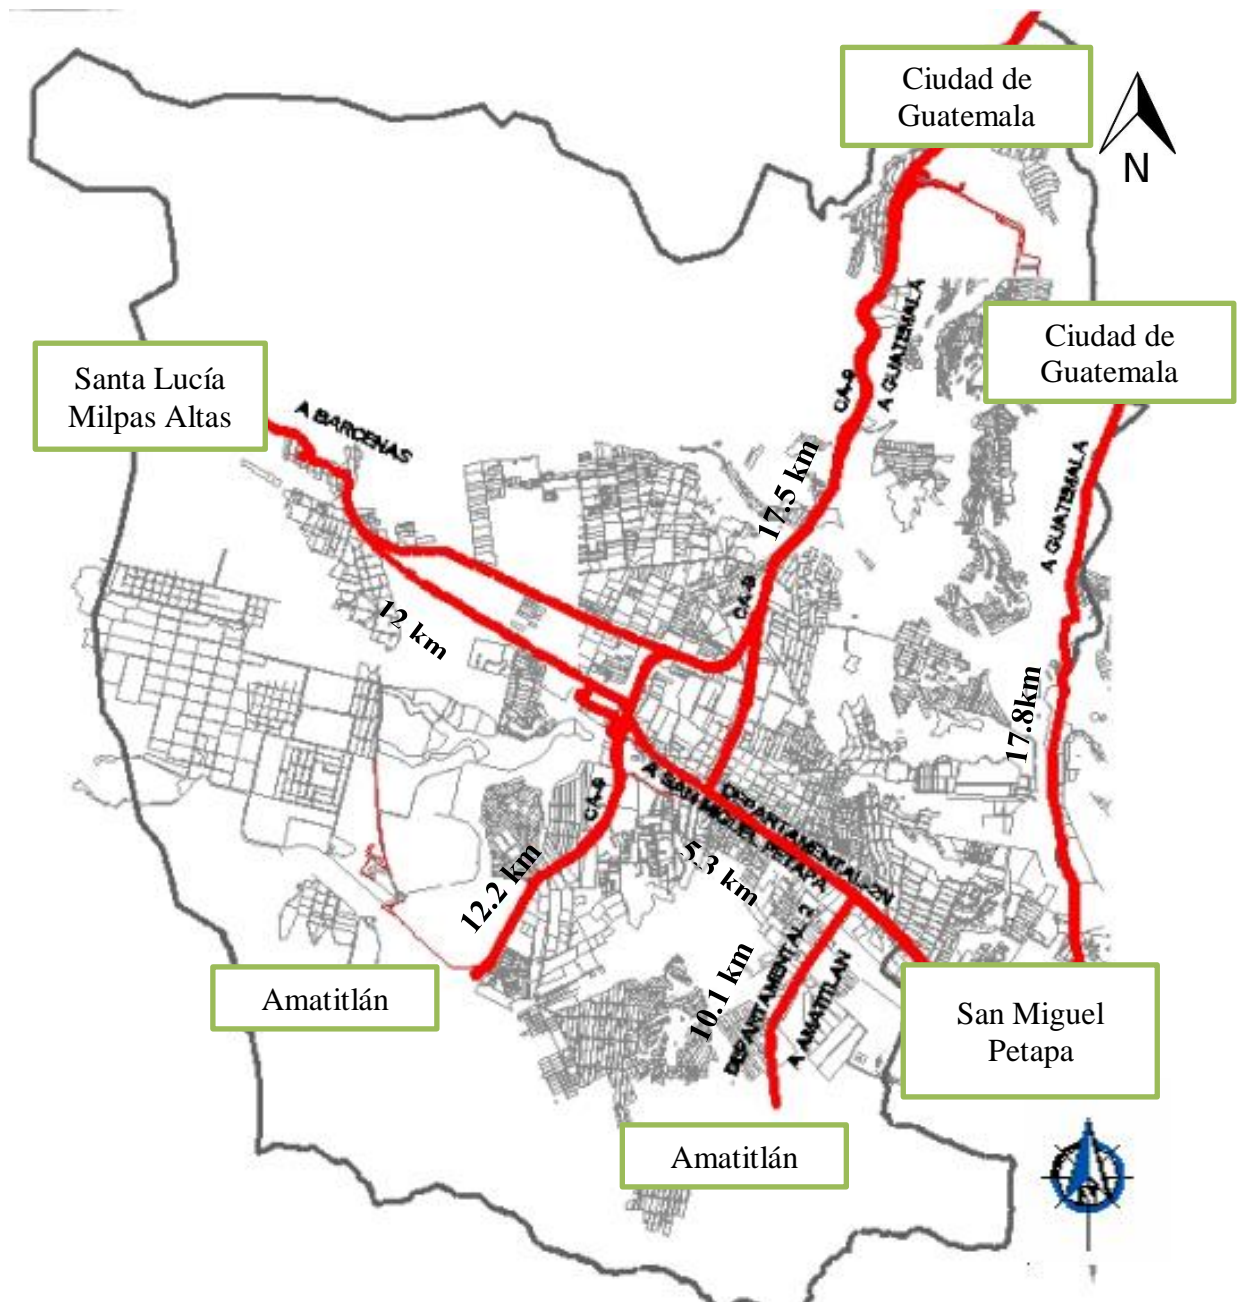 Ciudad de
Guatemala
N
Ciudad de
Guatemala
Santa Lucía
Milpas Altas
A BARCENAS
CA-9
A GUATEMALA
17.5 km
A GUATEMALA
CA-9
12 km
17.8km
A SAN MIGUEL PETAPA
DEPARTAMENTAL-2N
CA-9
5.3 km
12.2 km
DEPARTAMENTAL 2
10.1 km
A AMATITLAN
Amatitlán
San Miguel
Petapa
Amatitlán